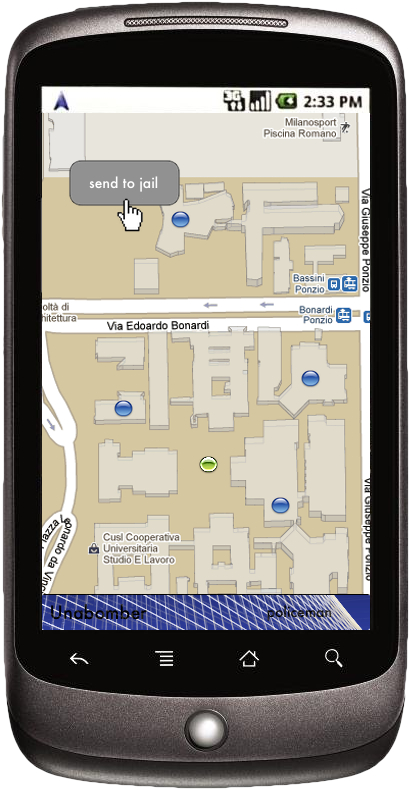 3G
2:33 PM
Milanosport
Piscina Romano
send to jail
Via Giuseppe Ponzio
Bassini
Ponzio
Bonardi
Ponzio
oltà di
hitettura
Via Edoardo Bonardi
Via Giuseppe Ponzio
Cusl Cooperativa
Universitaria
Studio E Lavoro
azza
onardo da Vinc
Unabomber
policeman